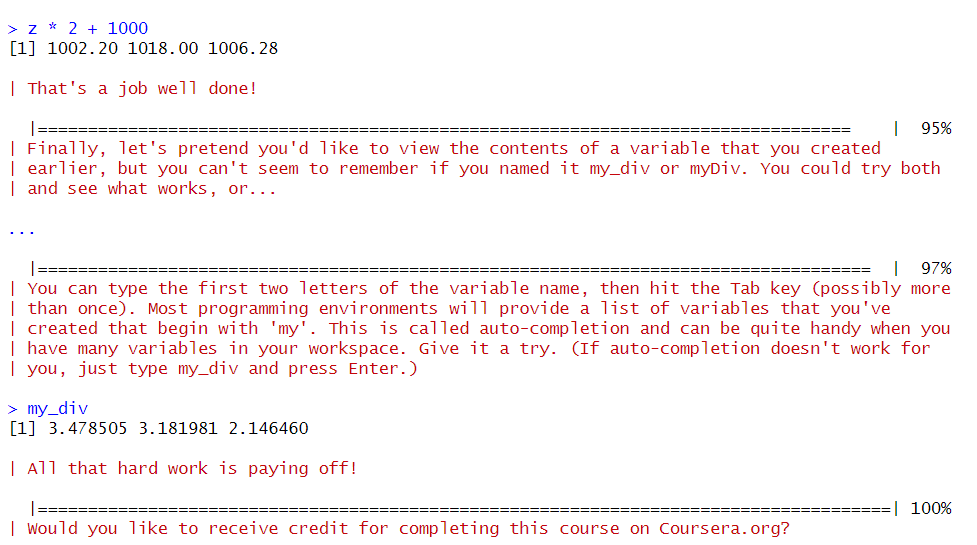 > z * 2 + 1000
[1] 1002.20 1018.00 1006.28
| That's a job well done!
|================================================================================= | 95%
| Finally, let's pretend you'd like to view the contents of a variable that you created
| earlier, but you can't seem to remember if you named it my_div or myDiv. You could try both
| and see what works, or...
...
|=================================================================================== | 97%
| You can type the first two letters of the variable name, then hit the Tab key (possibly more
| than once). Most programming environments will provide a list of variables that you've
| created that begin with 'my'. This is called auto-completion and can be quite handy when you
| have many variables in your workspace. Give it a try. (If auto-completion doesn't work for
| you, just type my_div and press Enter.)
> my_div
[1] 3.478505 3.181981 2.146460
| All that hard work is paying off!
|=====================================================================================| 100%
| Would you like to receive credit for completing this course on Coursera.org?